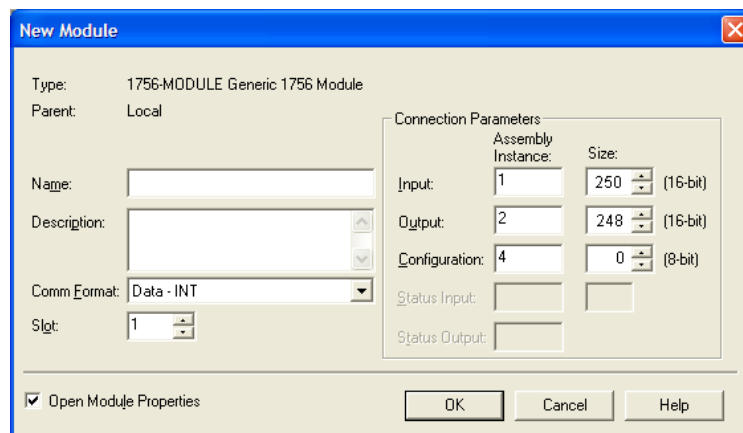 New Module
Type: 1756-MODULE Generic 1756 Module
Parent: Local
Connection Parameters
Assembly Instance: Size:
Name: Input: 1 250 (16-bit)
Description: Output: 2 248 (16-bit)
Configuration: 4 0 (8-bit)
Comm Format: Data - INT Status Input:
Slot: 1 Status Output:
Open Module Properties OK Cancel Help